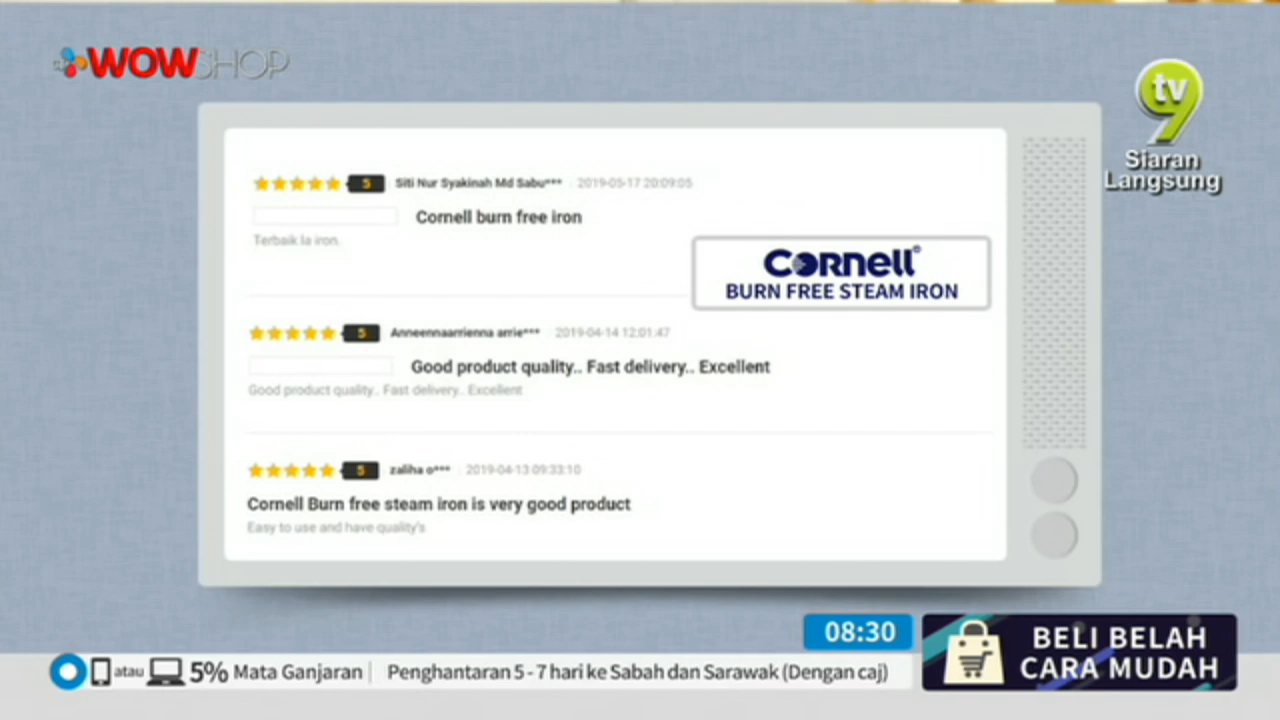 WOWSHOP
tv9
Siaran
Langsung
5 Siti Nur Syakinah Md Sabu*** 2019-05-17 20:09:05
Cornell burn free iron
Terbaik la iron.
Cornell®
BURN FREE STEAM IRON
5 Anneennaarrienna arrie*** 2019-04-14 12:01:47
Good product quality.. Fast delivery.. Excellent
Good product quality.. Fast delivery.. Excellent
5 zaliha o*** 2019-04-13 09:33:10
Cornell Burn free steam iron is very good product
Easy to use and have quality's
08:30
BELI BELAH
CARA MUDAH
atau 5% Mata Ganjaran | Penghantaran 5 - 7 hari ke Sabah dan Sarawak (Dengan caj)